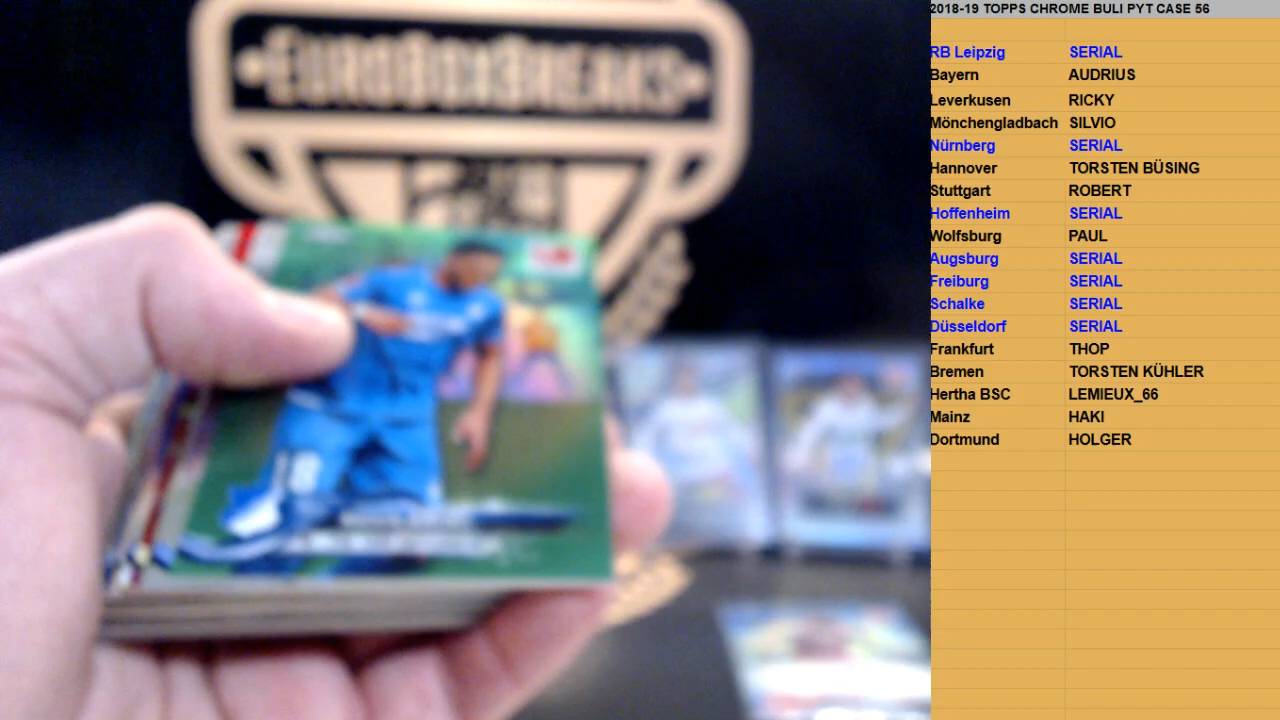 EUROBOXBREAKS
2018-19 TOPPS CHROME BULI PYT CASE 56
RB Leipzig SERIAL
Bayern AUDRIUS
Leverkusen RICKY
Mönchengladbach SILVIO
Nürnberg SERIAL
Hannover TORSTEN BÜSING
Stuttgart ROBERT
Hoffenheim SERIAL
Wolfsburg PAUL
Augsburg SERIAL
Freiburg SERIAL
Schalke SERIAL
Düsseldorf SERIAL
Frankfurt THOP
Bremen TORSTEN KÜHLER
Hertha BSC LEMIEUX_66
Mainz HAKI
Dortmund HOLGER